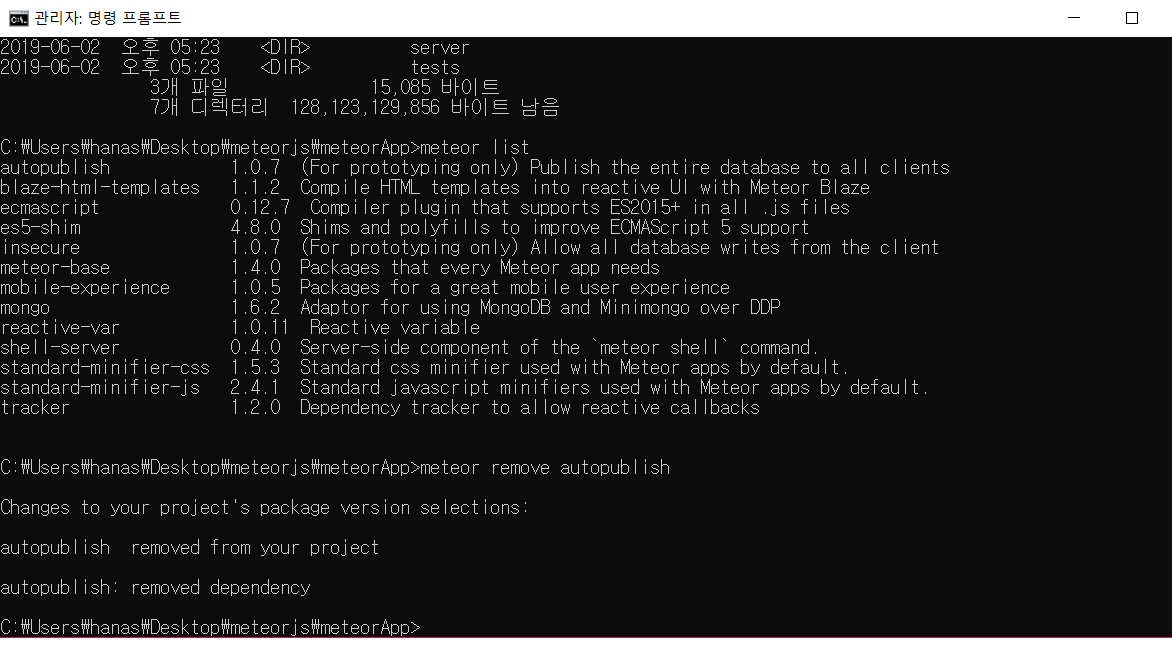 관리자: 명령 프롬프트
2019-06-02  오후 05:23    <DIR>          server
2019-06-02  오후 05:23    <DIR>          tests
               3개 파일              15,085 바이트
               7개 디렉터리  128,123,129,856 바이트 남음
C:₩Users₩hanas₩Desktop₩meteorjs₩meteorApp>meteor list
autopublish            1.0.7  (For prototyping only) Publish the entire database to all clients
blaze-html-templates   1.1.2  Compile HTML templates into reactive UI with Meteor Blaze
ecmascript             0.12.7  Compiler plugin that supports ES2015+ in all .js files
es5-shim               4.8.0  Shims and polyfills to improve ECMAScript 5 support
insecure               1.0.7  (For prototyping only) Allow all database writes from the client
meteor-base            1.4.0  Packages that every Meteor app needs
mobile-experience      1.0.5  Packages for a great mobile user experience
mongo                  1.6.2  Adaptor for using MongoDB and Minimongo over DDP
reactive-var           1.0.11  Reactive variable
shell-server           0.4.0  Server-side component of the `meteor shell` command.
standard-minifier-css  1.5.3  Standard css minifier used with Meteor apps by default.
standard-minifier-js   2.4.1  Standard javascript minifiers used with Meteor apps by default.
tracker                1.2.0  Dependency tracker to allow reactive callbacks
C:₩Users₩hanas₩Desktop₩meteorjs₩meteorApp>meteor remove autopublish
Changes to your project's package version selections:
autopublish  removed from your project
autopublish: removed dependency
C:₩Users₩hanas₩Desktop₩meteorjs₩meteorApp>